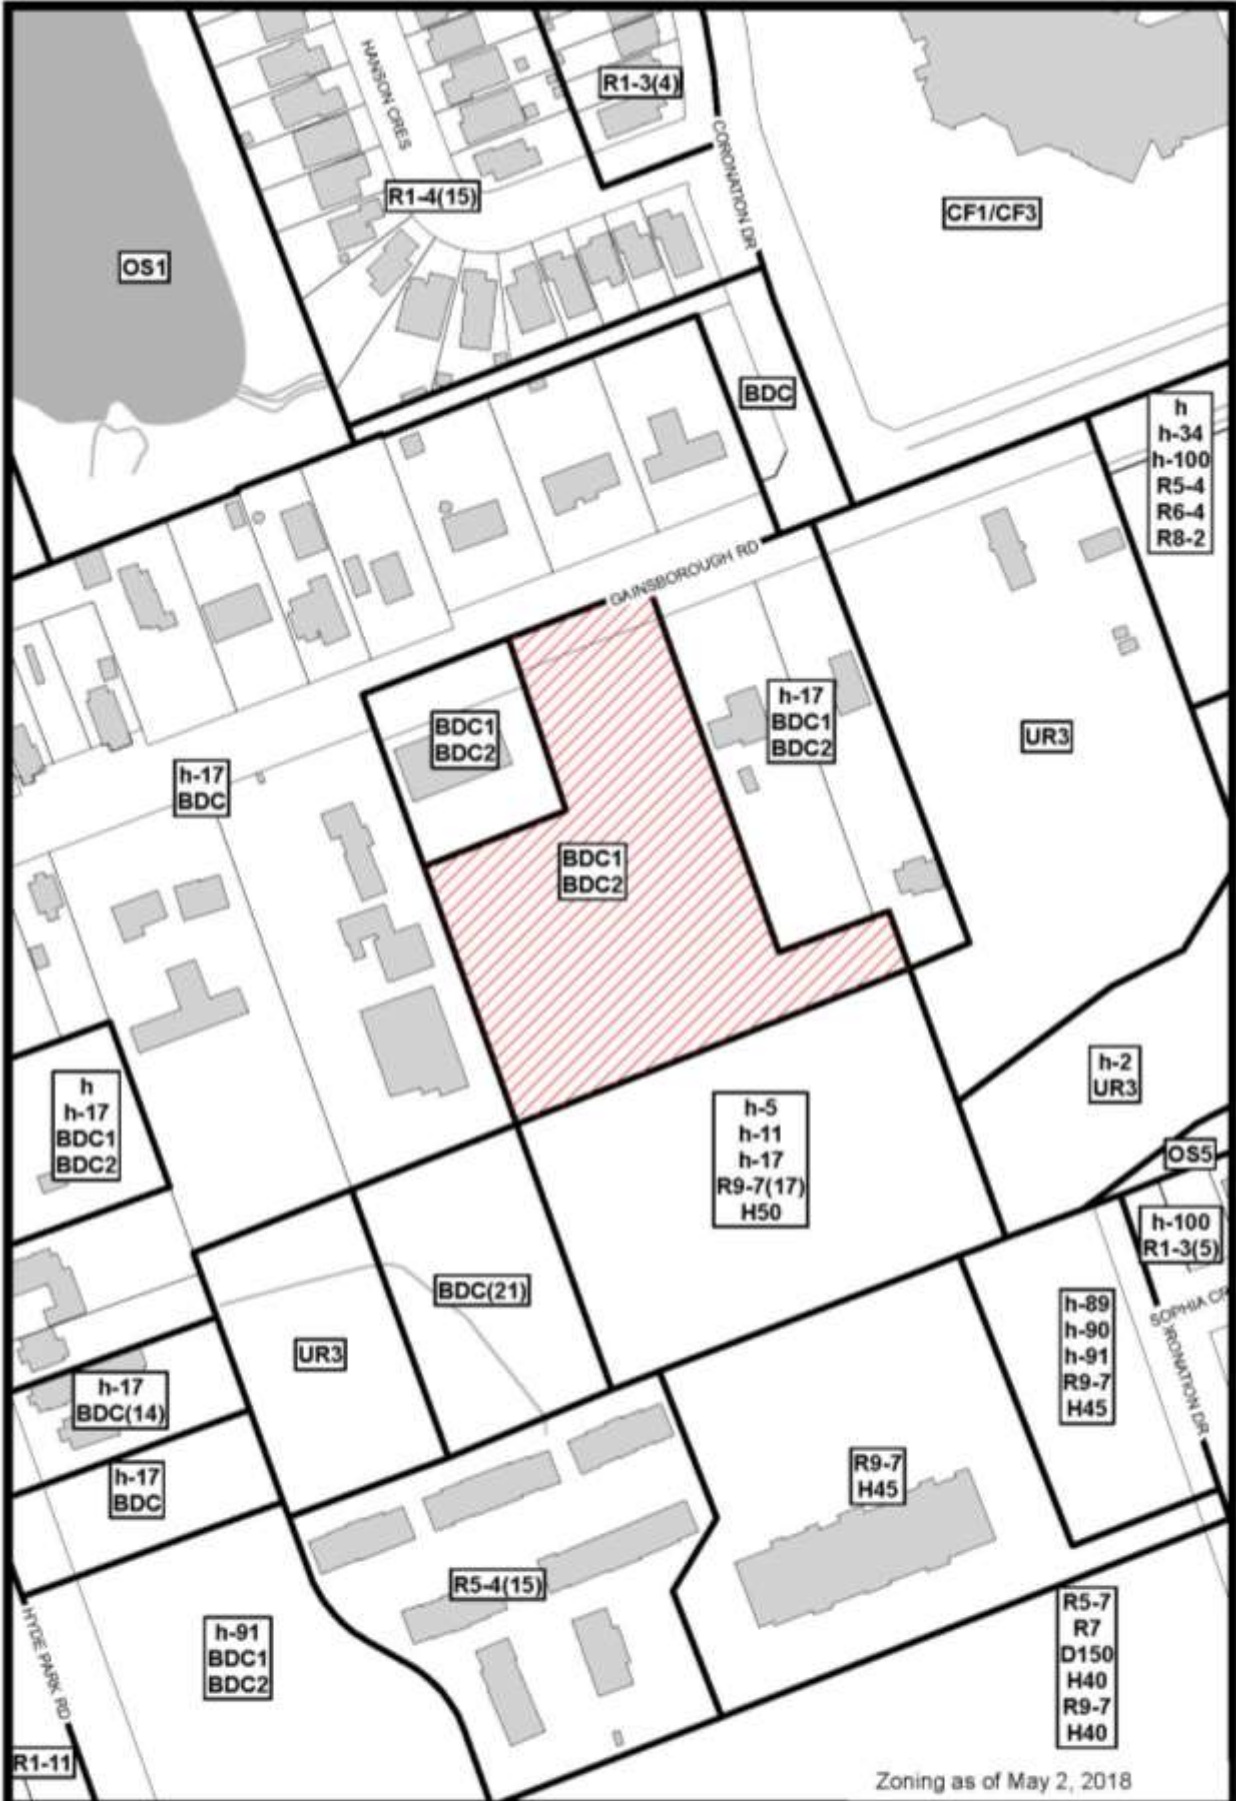 HANSON CRES
R1-3(4)
CORONATION DR
R1-4(15)
CF1/CF3
OS1
BDC
h
h-34
h-100
R5-4
R6-4
R8-2
GAINSBOROUGH RD
BDC1
BDC2
h-17
BDC1
BDC2
UR3
h-17
BDC
BDC1
BDC2
h
h-17
BDC1
BDC2
h-5
h-11
h-17
R9-7(17)
H50
h-2
UR3
OS5
h-100
R1-3(5)
BDC(21)
UR3
h-89
h-90
h-91
R9-7
H45
SOPHIA CR
RONATION DR
h-17
BDC(14)
h-17
BDC
R9-7
H45
R5-4(15)
HYDE PARK RD
h-91
BDC1
BDC2
R5-7
R7
D150
H40
R9-7
H40
R1-11
Zoning as of May 2, 2018